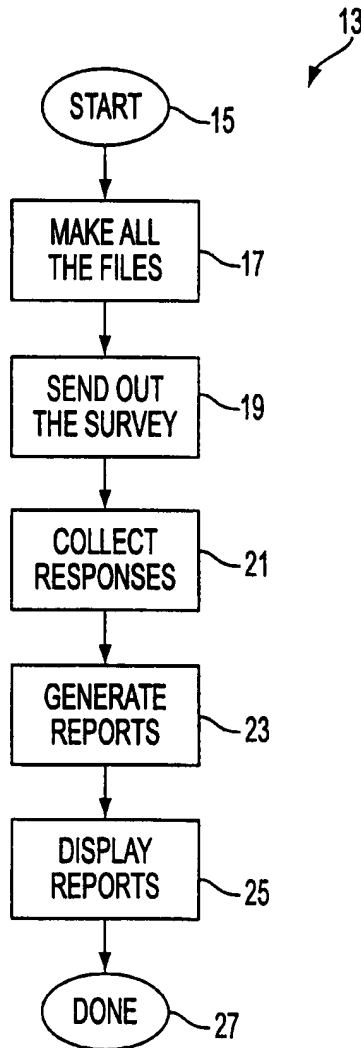 13
START
15
MAKE ALL
THE FILES
17
SEND OUT
THE SURVEY
19
COLLECT
RESPONSES
21
GENERATE
REPORTS
23
DISPLAY
REPORTS
25
DONE
27